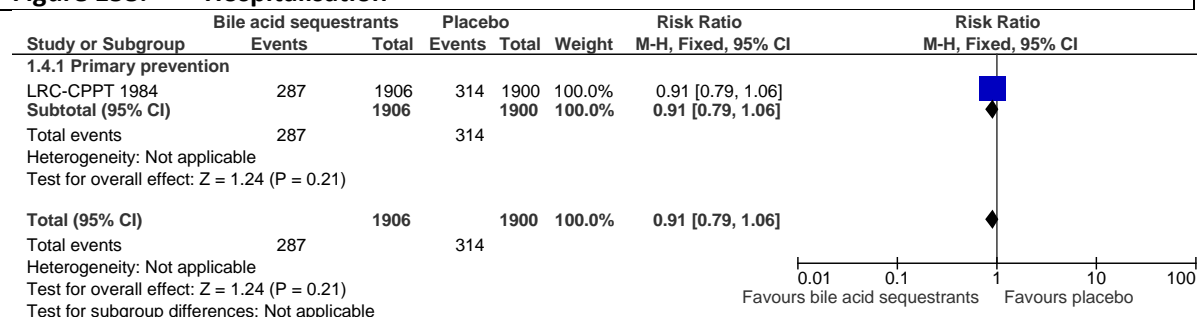 Bile acid sequestrants Placebo Risk Ratio Risk Ratio
Study or Subgroup Events Total Events Total Weight M-H, Fixed, 95% CI M-H, Fixed, 95% CI
1.4.1 Primary prevention
LRC-CPPT 1984 287 1906 314 1900 100.0% 0.91 [0.79, 1.06]
Subtotal (95% CI) 1906 1900 100.0% 0.91 [0.79, 1.06]
Total events 287 314
Heterogeneity: Not applicable
Test for overall effect: Z = 1.24 (P = 0.21)
Total (95% CI) 1906 1900 100.0% 0.91 [0.79, 1.06]
Total events 287 314
Heterogeneity: Not applicable
Test for overall effect: Z = 1.24 (P = 0.21)
Test for subgroup differences: Not applicable
0.01 0.1 1 10 100
Favours bile acid sequestrants Favours placebo